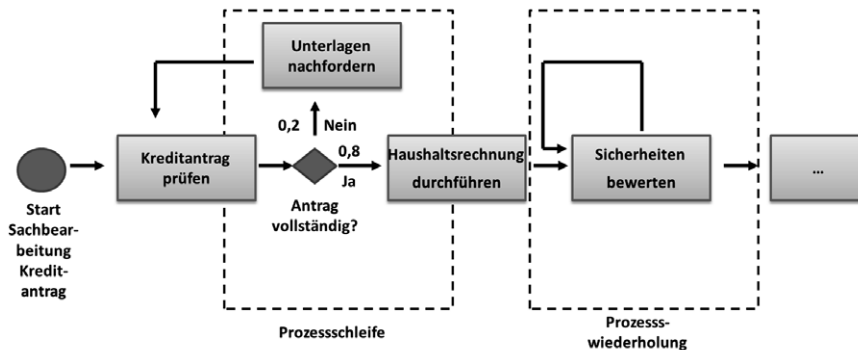 Unterlagen
nachfordern
0,2
Nein
Kreditantrag
prüfen
0,8
Ja
Haushaltsrechnung
durchführen
Sicherheiten
bewerten
...
Start
Sachbear-
beitung
Kredit-
antrag
Antrag
vollständig?
Prozessschleife
Prozesss-
wiederholung